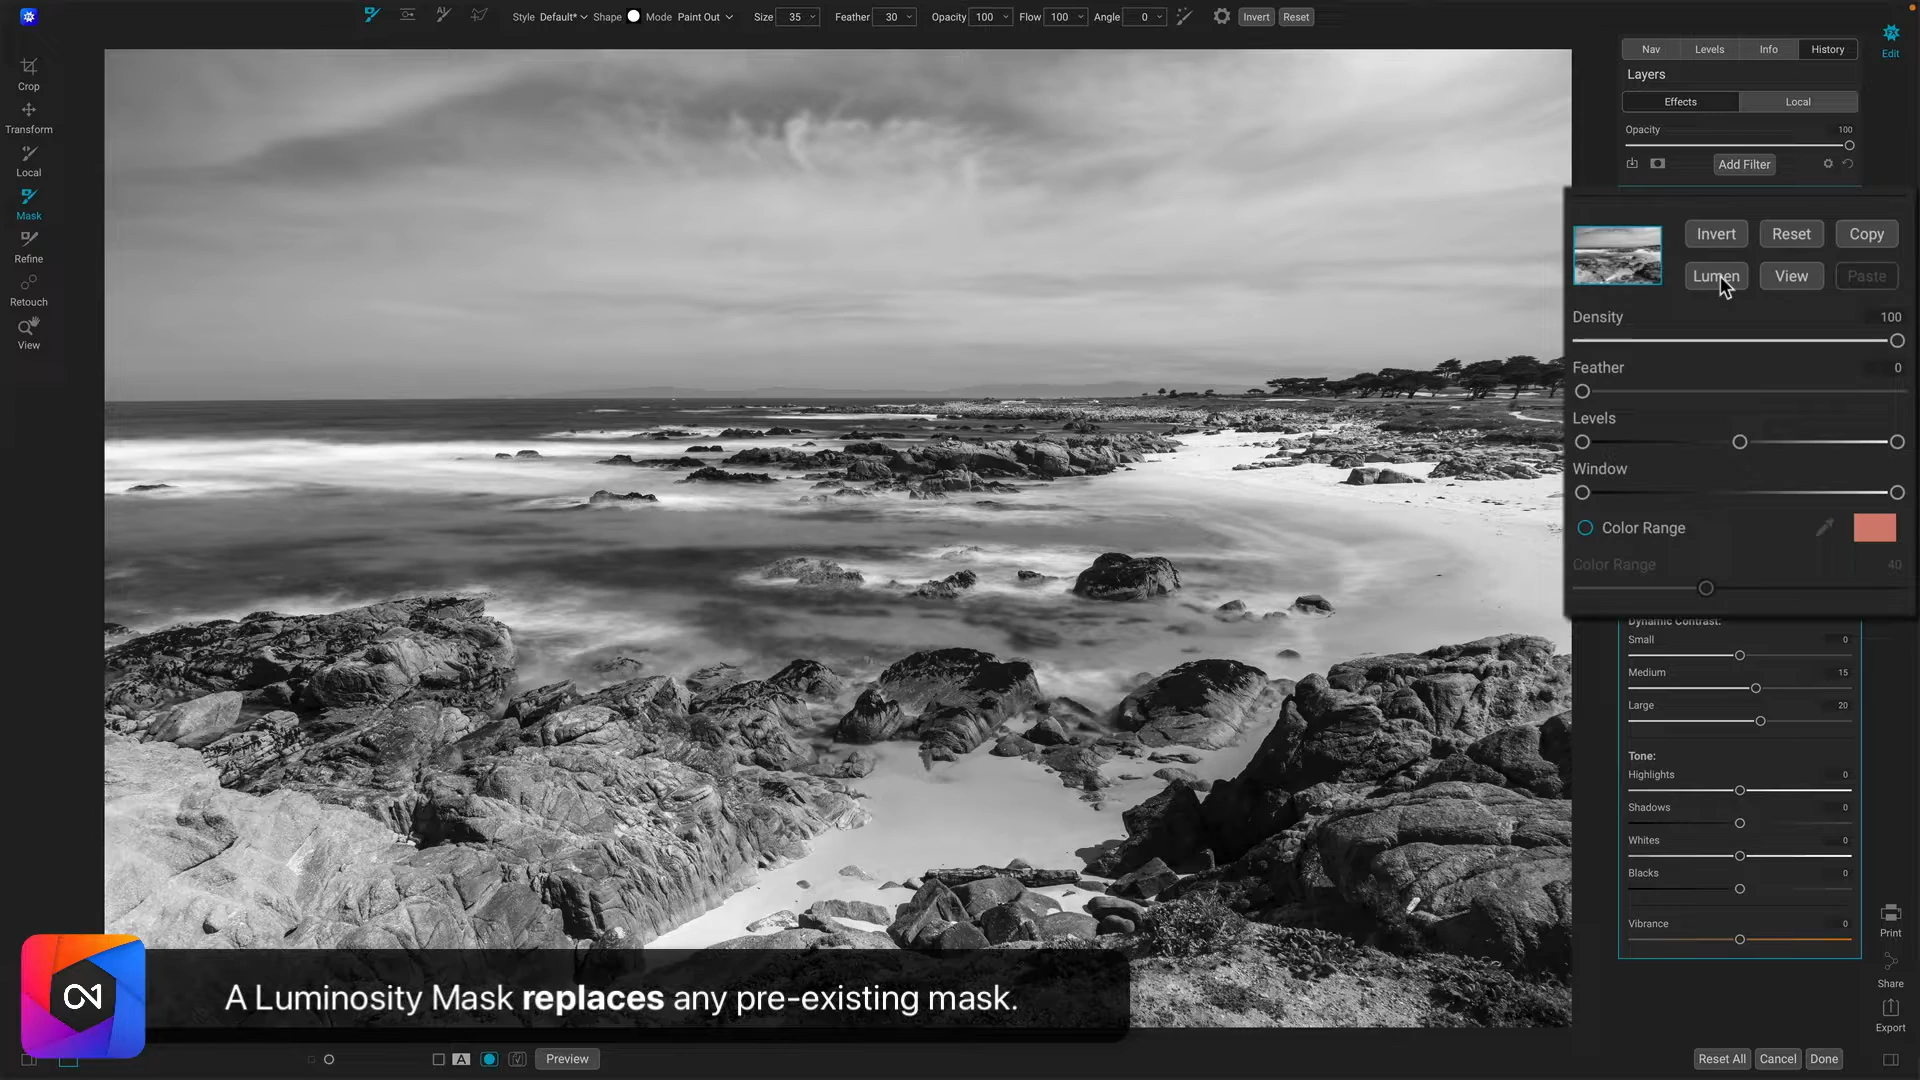 Style Default* Shape Mode Paint Out Size 35 Feather 30 Opacity 100 Flow 100 Angle 0 Invert Reset
Crop
Transform
Local
Mask
Refine
Retouch
View
Edit
Nav Levels Info History
Layers
Effects Local
Opacity 100
Add Filter
Invert Reset Copy
Lumen View Paste
Density 100
Feather 0
Levels
Window
Color Range
Color Range 40
Dynamic Contrast:
Small 0
Medium 15
Large 20
Tone:
Highlights 0
Shadows 0
Whites 0
Blacks 0
Vibrance 0
Print
Share
Export
A Luminosity Mask replaces any pre-existing mask.
A Preview
Reset All Cancel Done